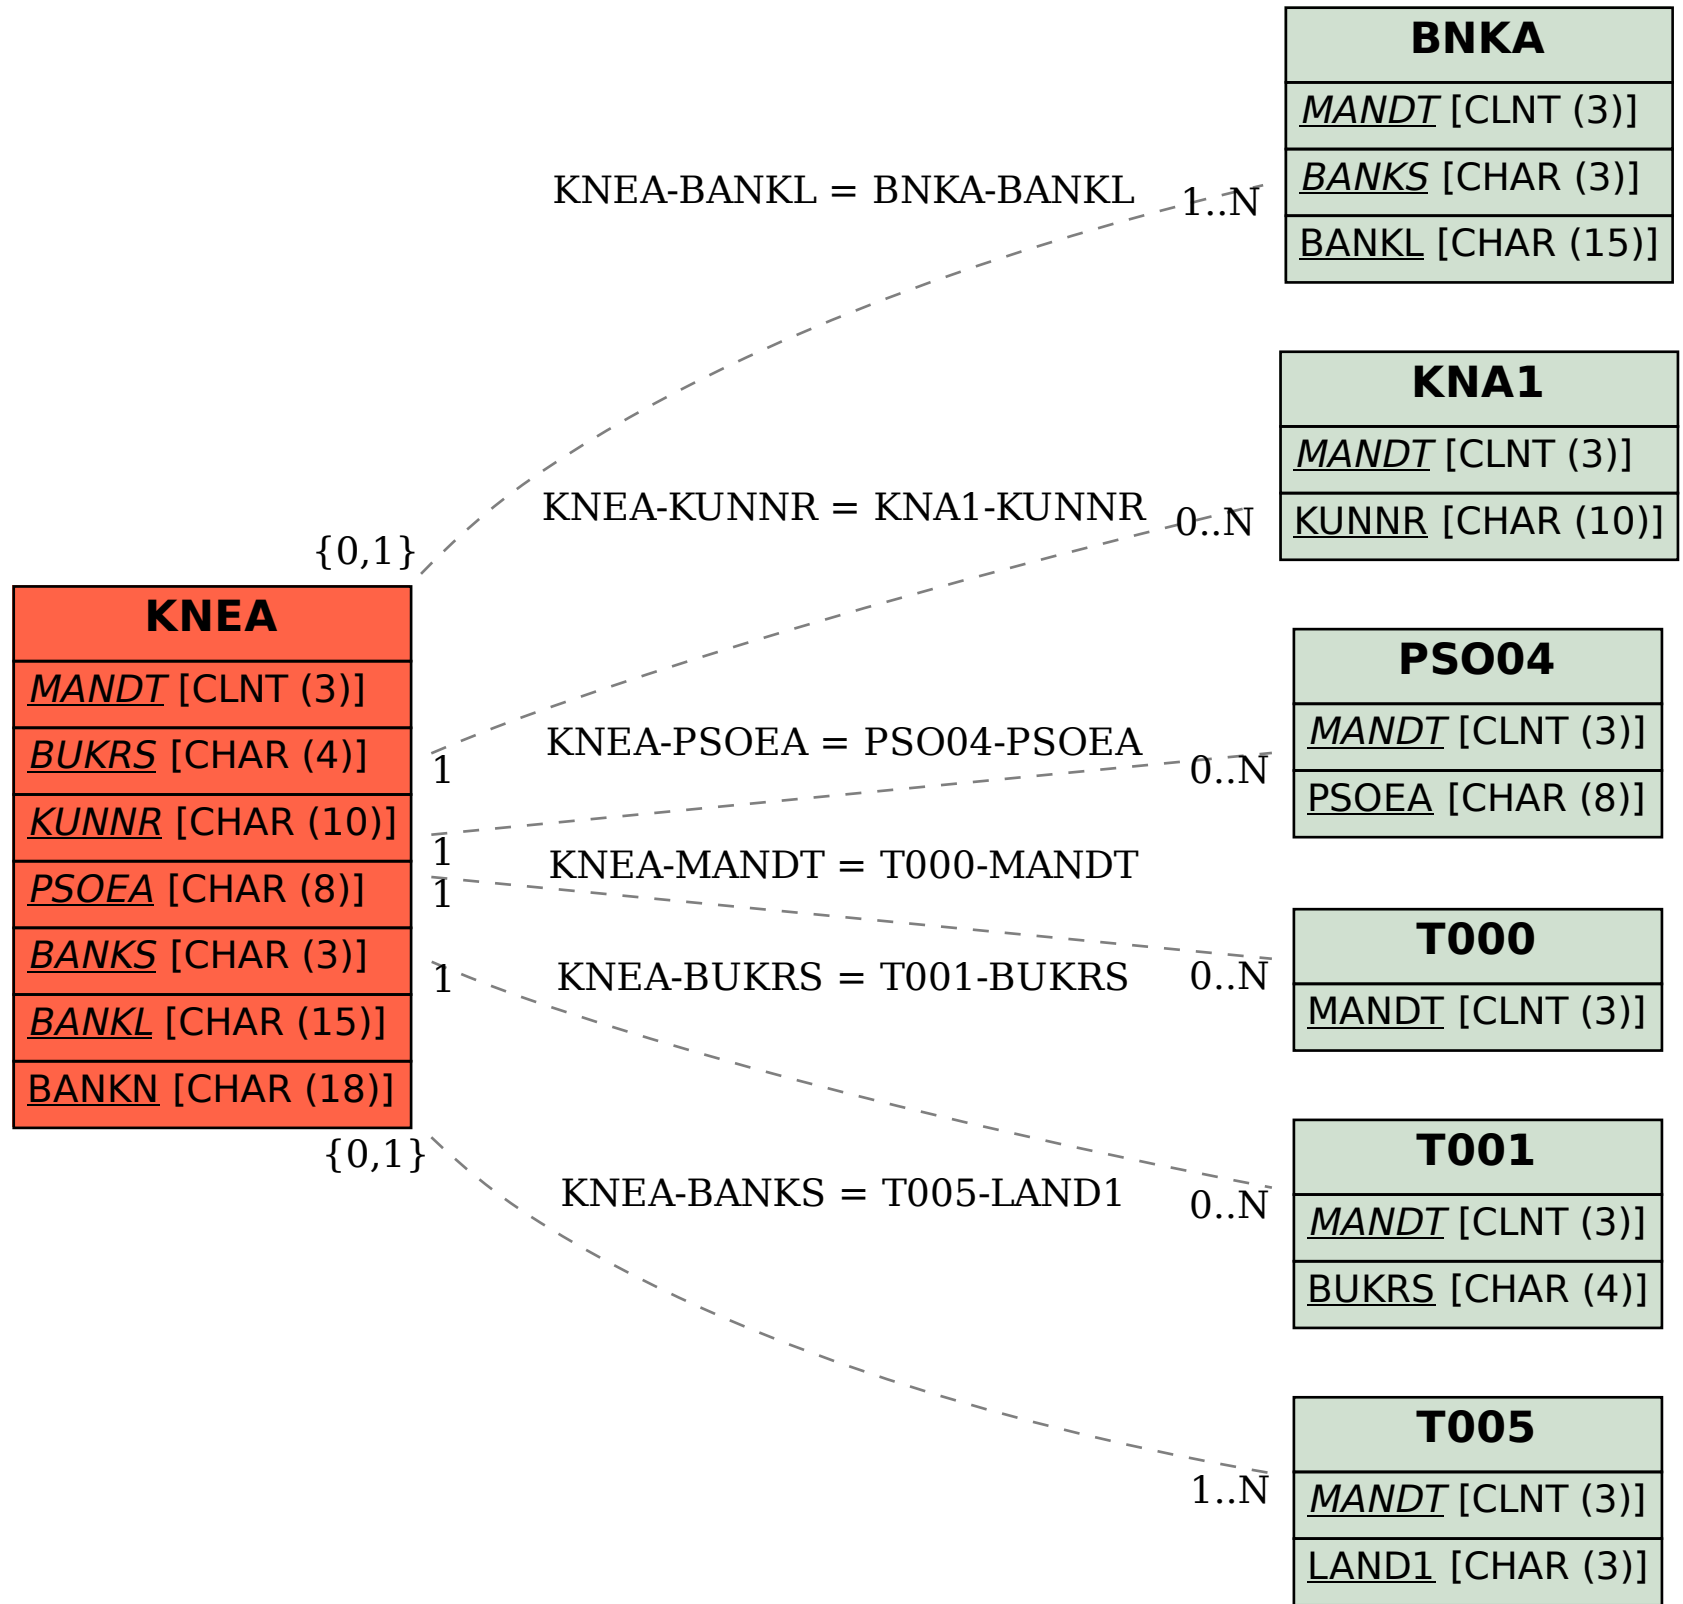 BNKA
MANDT [CLNT (3)]
BANKS [CHAR (3)]
BANKL [CHAR (15)]
KNEA-BANKL = BNKA-BANKL
1..N
{0,1}
KNA1
MANDT [CLNT (3)]
KUNNR [CHAR (10)]
KNEA-KUNNR = KNA1-KUNNR
0..N
1
KNEA
MANDT [CLNT (3)]
BUKRS [CHAR (4)]
KUNNR [CHAR (10)]
PSOEA [CHAR (8)]
BANKS [CHAR (3)]
BANKL [CHAR (15)]
BANKN [CHAR (18)]
PSO04
MANDT [CLNT (3)]
PSOEA [CHAR (8)]
KNEA-PSOEA = PSO04-PSOEA
0..N
1
KNEA-MANDT = T000-MANDT
1
0..N
T000
MANDT [CLNT (3)]
KNEA-BUKRS = T001-BUKRS
1
0..N
T001
MANDT [CLNT (3)]
BUKRS [CHAR (4)]
{0,1}
KNEA-BANKS = T005-LAND1
1..N
T005
MANDT [CLNT (3)]
LAND1 [CHAR (3)]